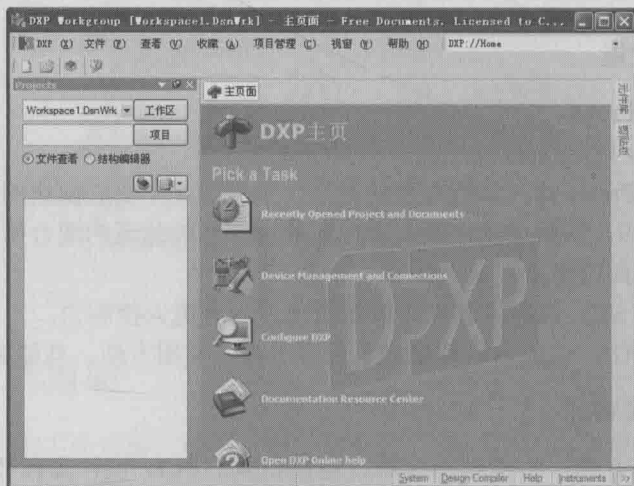 DXP Workgroup [Workspace1.DsnWrk] - 主页面 - Free Documents. Licensed to C...
DXP (X) 文件 (F) 查看 (V) 收藏 (A) 项目管理 (C) 视窗 (W) 帮助 (H) DXP://Home
Projects
Workspace1.DsnWrk 工作区
项目
文件查看 结构编辑器
主页面
DXP主页
Pick a Task
Recently Opened Project and Documents
Device Management and Connections
Configure DXP
Documentation Resource Center
Open DXP Online help
DXP
元件库
System Design Compiler Help Instruments >>